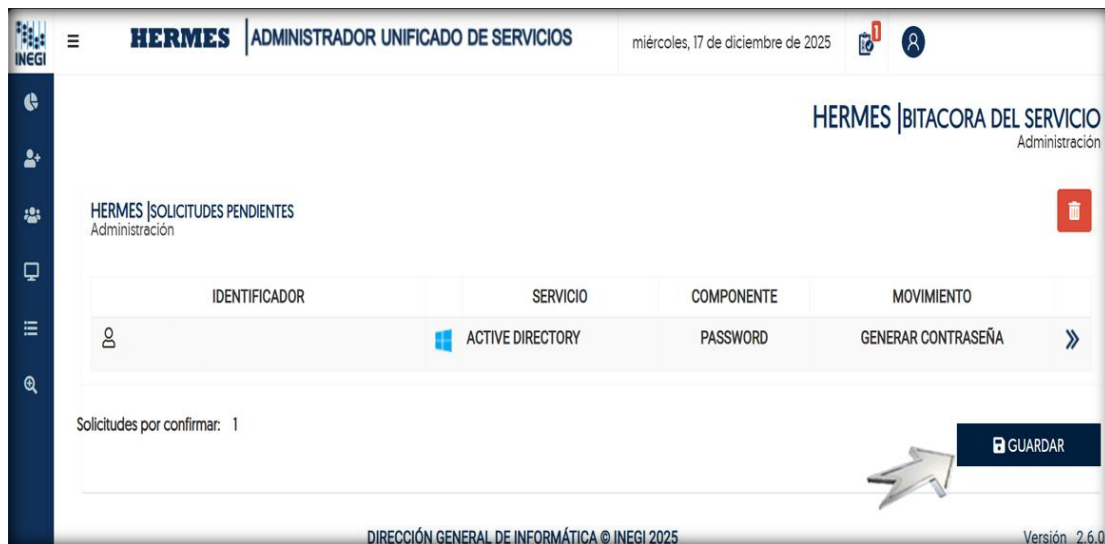 INEGI
HERMES | ADMINISTRADOR UNIFICADO DE SERVICIOS
miércoles, 17 de diciembre de 2025
1
HERMES |BITACORA DEL SERVICIO
Administración
HERMES |SOLICITUDES PENDIENTES
Administración
IDENTIFICADOR SERVICIO COMPONENTE MOVIMIENTO
ACTIVE DIRECTORY PASSWORD GENERAR CONTRASEÑA
Solicitudes por confirmar: 1
GUARDAR
DIRECCIÓN GENERAL DE INFORMÁTICA © INEGI 2025
Versión 2.6.0